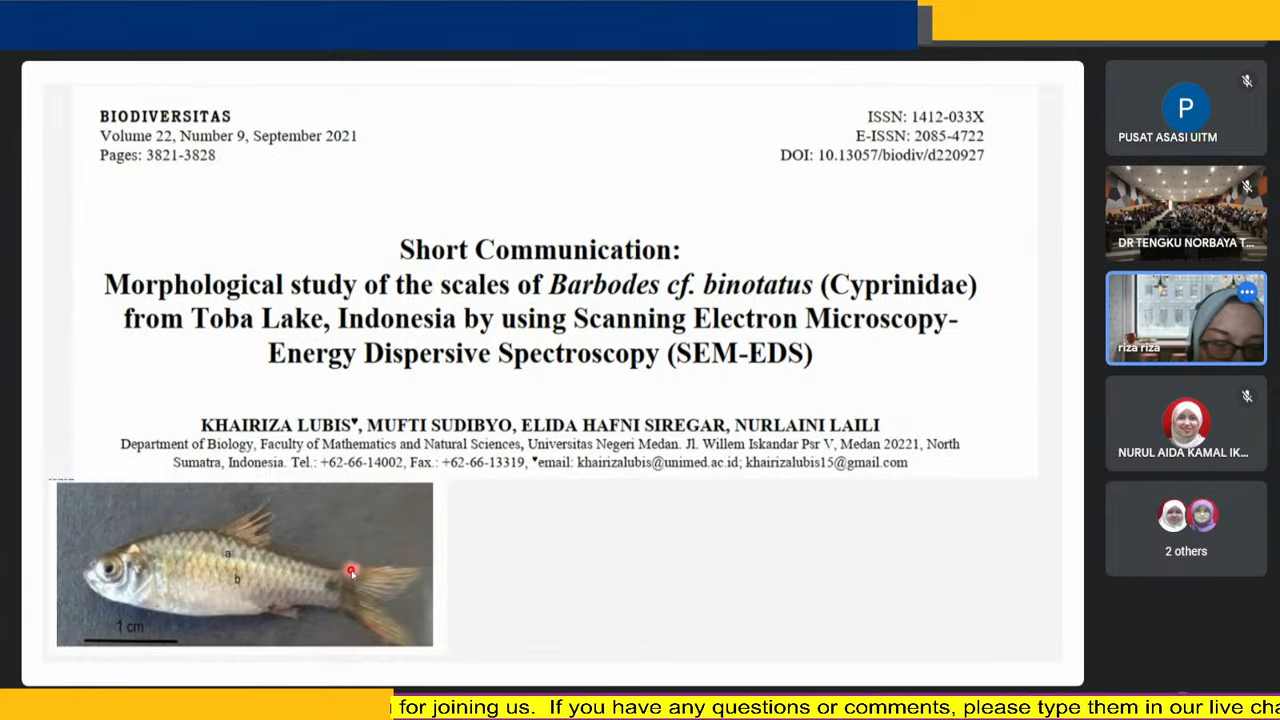 BIODIVERSITAS
Volume 22, Number 9, September 2021
Pages: 3821-3828
ISSN: 1412-033X
E-ISSN: 2085-4722
DOI: 10.13057/biodiv/d220927
Short Communication:
Morphological study of the scales of Barbodes cf. binotatus (Cyprinidae)
from Toba Lake, Indonesia by using Scanning Electron Microscopy-
Energy Dispersive Spectroscopy (SEM-EDS)
KHAIRIZA LUBIS♥, MUFTI SUDIBYO, ELIDA HAFNI SIREGAR, NURLAINI LAILI
Department of Biology, Faculty of Mathematics and Natural Sciences, Universitas Negeri Medan. Jl. Willem Iskandar Psr V, Medan 20221, North
Sumatra, Indonesia. Tel.: +62-66-14002, Fax.: +62-66-13319, ♥email: khairizalubis@unimed.ac.id; khairizalubis15@gmail.com
a
b
1 cm
P
PUSAT ASASI UITM
DR TENGKU NORBAYA T...
riza riza
NURUL AIDA KAMAL IK...
2 others
for joining us. If you have any questions or comments, please type them in our live cha